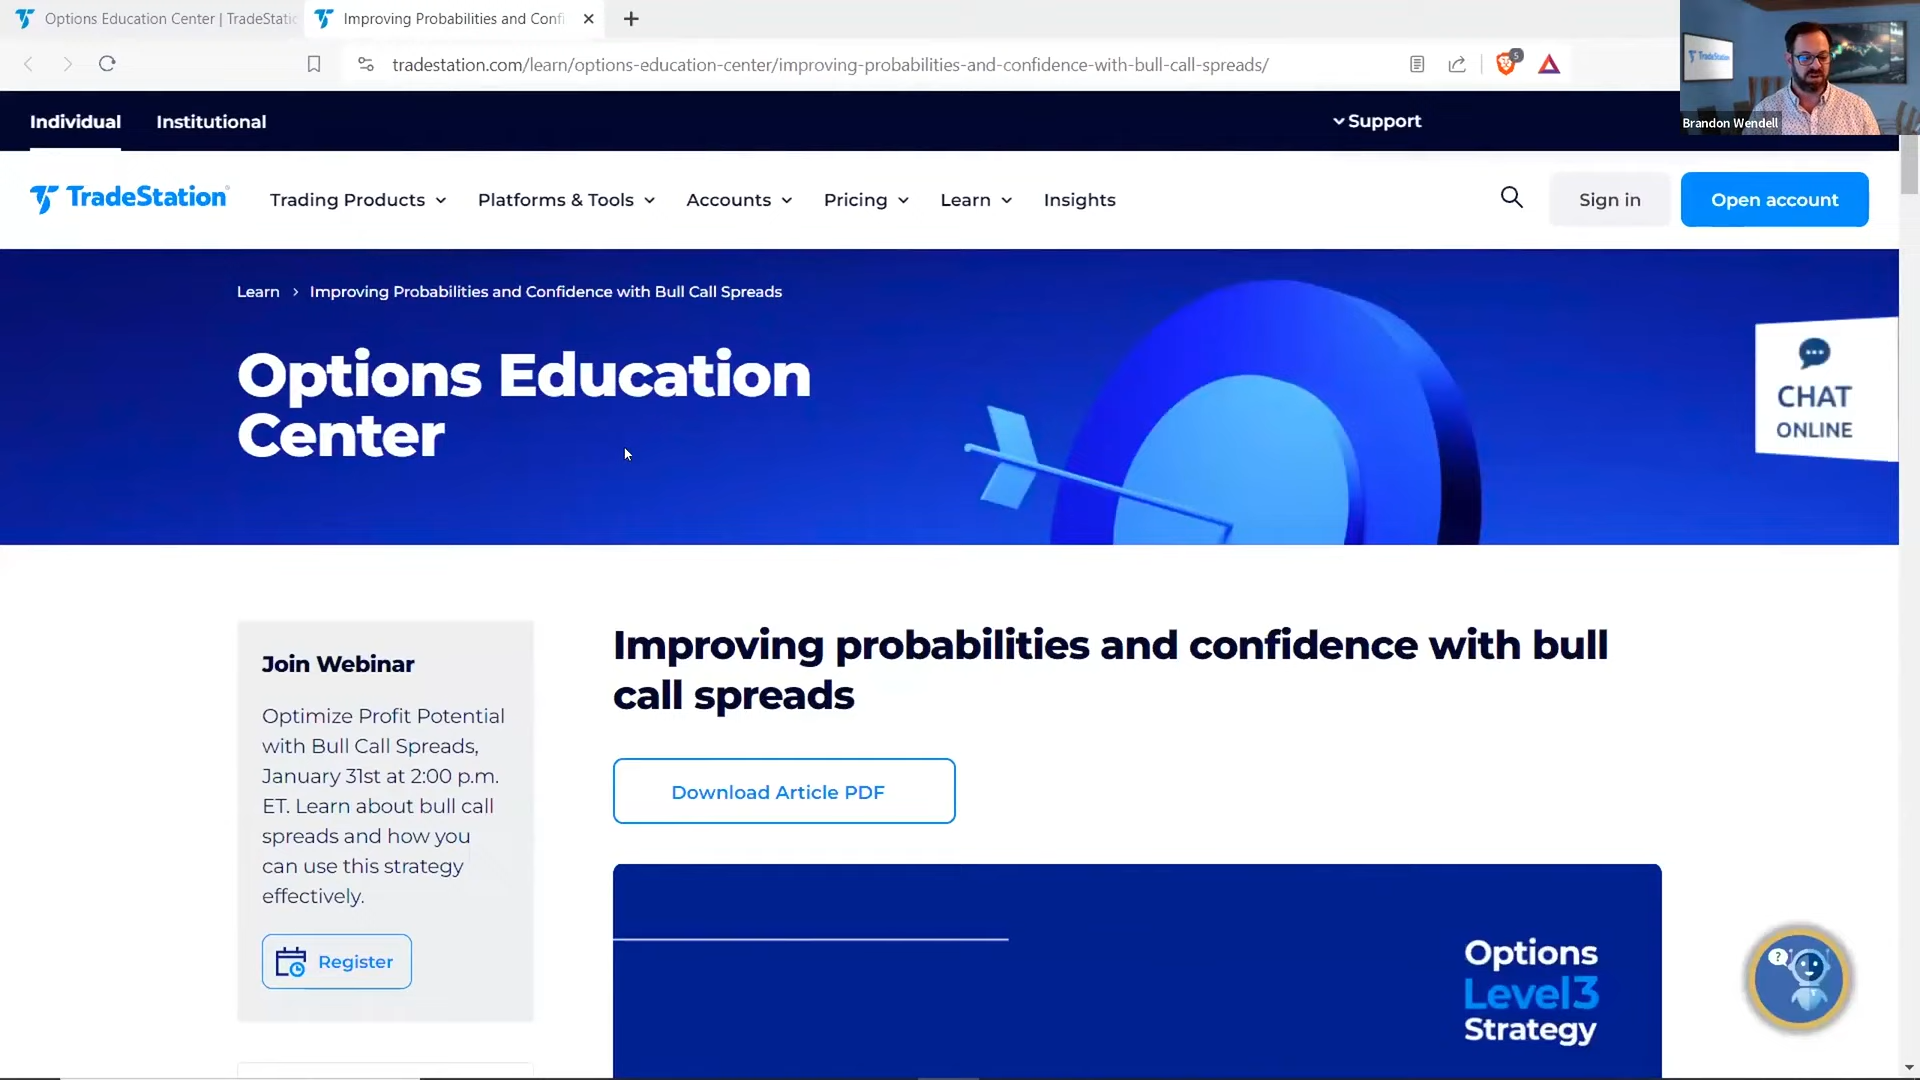 Options Education Center | TradeStatio
Improving Probabilities and Confi
tradestation.com/learn/options-education-center/improving-probabilities-and-confidence-with-bull-call-spreads/
5
TradeStation
Brandon Wendell
Individual
Institutional
Support
TradeStation
Trading Products
Platforms & Tools
Accounts
Pricing
Learn
Insights
Sign in
Open account
Learn > Improving Probabilities and Confidence with Bull Call Spreads
Options Education
Center
CHAT
ONLINE
Join Webinar
Optimize Profit Potential
with Bull Call Spreads,
January 31st at 2:00 p.m.
ET. Learn about bull call
spreads and how you
can use this strategy
effectively.
Register
Improving probabilities and confidence with bull
call spreads
Download Article PDF
Options
Level3
Strategy
?